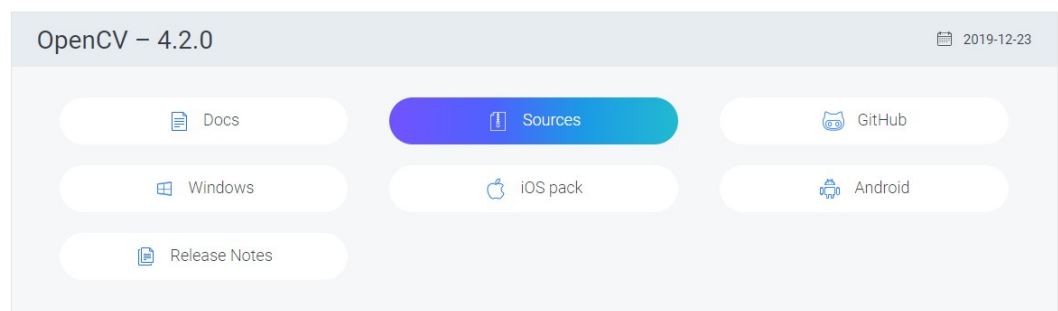 OpenCV – 4.2.0 2019-12-23
Docs Sources GitHub
Windows iOS pack Android
Release Notes